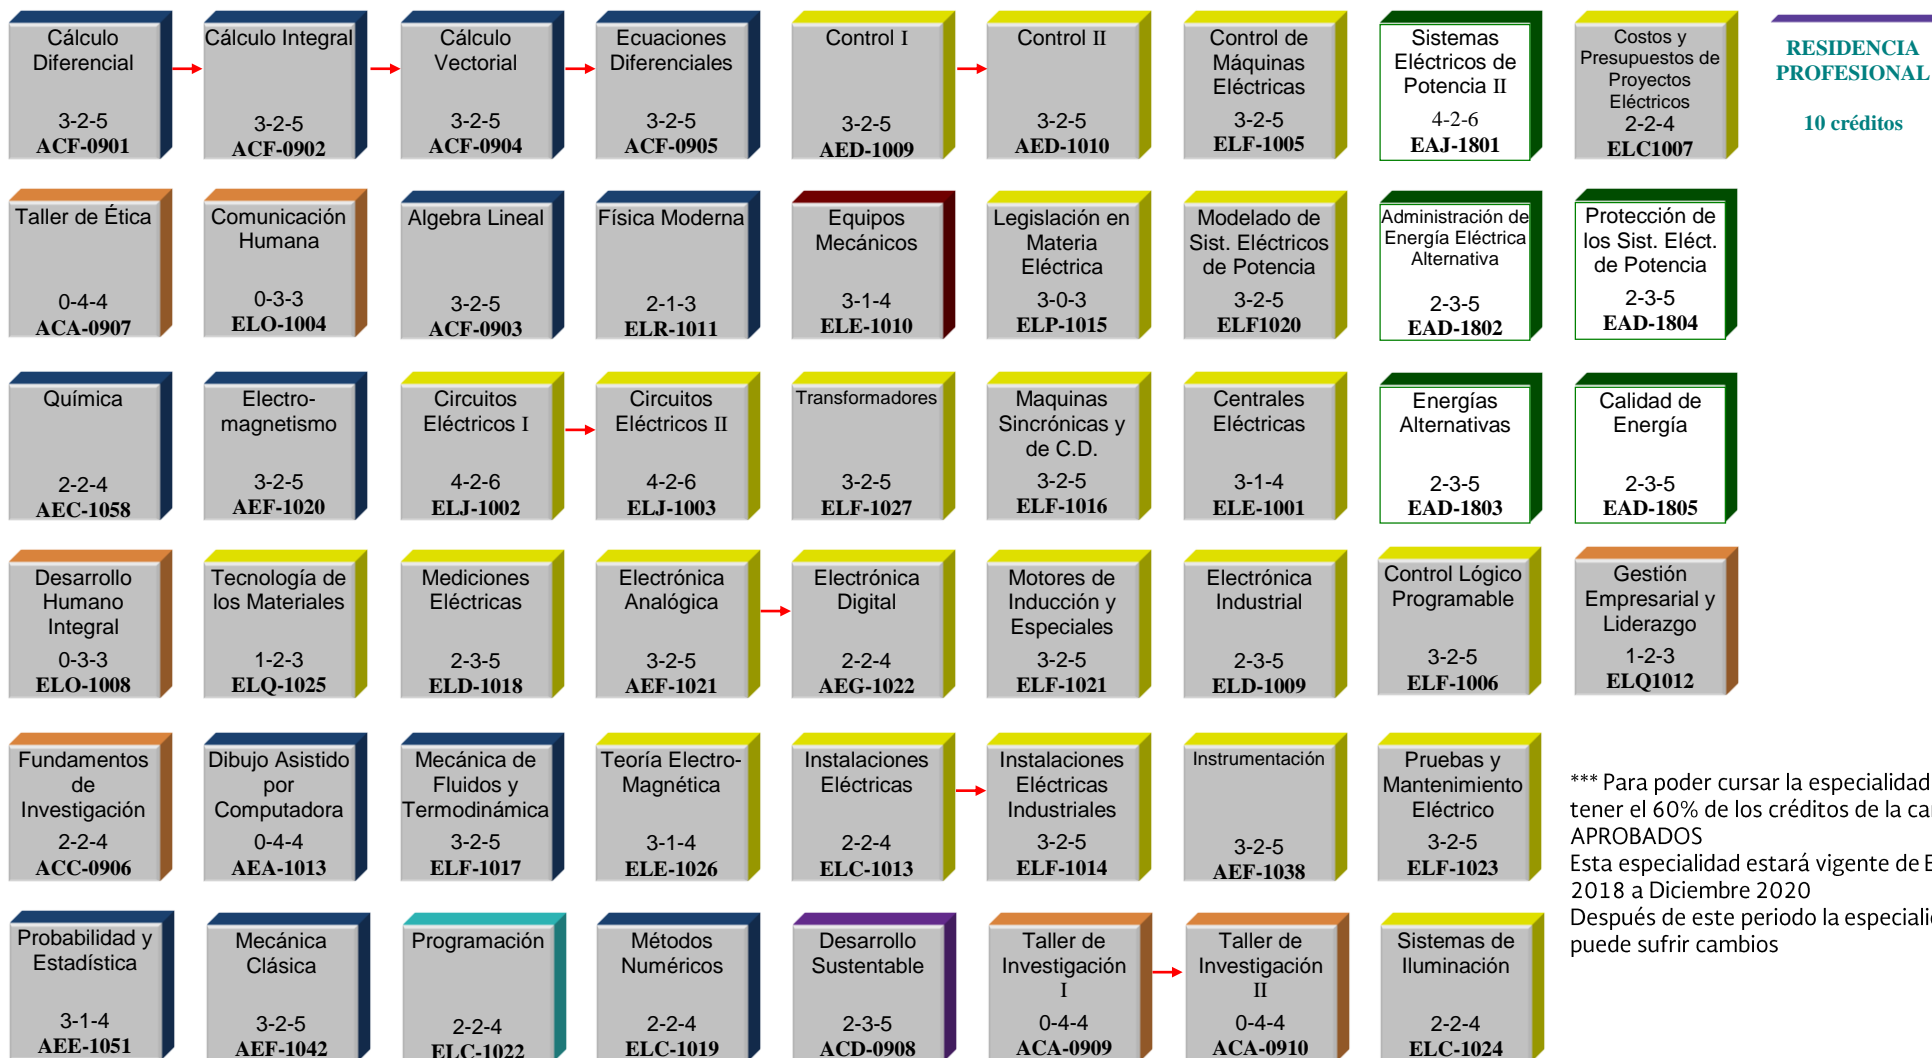 Cálculo
Diferencial
3-2-5
ACF-0901
Cálculo Integral
3-2-5
ACF-0902
Cálculo
Vectorial
3-2-5
ACF-0904
Ecuaciones
Diferenciales
3-2-5
ACF-0905
Control I
3-2-5
AED-1009
Control II
3-2-5
AED-1010
Control de
Máquinas
Eléctricas
3-2-5
ELF-1005
Sistemas
Eléctricos de
Potencia II
4-2-6
EAJ-1801
Costos y
Presupuestos de
Proyectos
Eléctricos
2-2-4
ELC1007
RESIDENCIA
PROFESIONAL
10 créditos
Taller de Ética
0-4-4
ACA-0907
Comunicación
Humana
0-3-3
ELO-1004
Algebra Lineal
3-2-5
ACF-0903
Física Moderna
2-1-3
ELR-1011
Equipos
Mecánicos
3-1-4
ELE-1010
Legislación en
Materia
Eléctrica
3-0-3
ELP-1015
Modelado de
Sist. Eléctricos
de Potencia
3-2-5
ELF1020
Administración de
Energía Eléctrica
Alternativa
2-3-5
EAD-1802
Protección de
los Sist. Eléct.
de Potencia
2-3-5
EAD-1804
Química
2-2-4
AEC-1058
Electro-
magnetismo
3-2-5
AEF-1020
Circuitos
Eléctricos I
4-2-6
ELJ-1002
Circuitos
Eléctricos II
4-2-6
ELJ-1003
Transformadores
3-2-5
ELF-1027
Maquinas
Sincrónicas y
de C.D.
3-2-5
ELF-1016
Centrales
Eléctricas
3-1-4
ELE-1001
Energías
Alternativas
2-3-5
EAD-1803
Calidad de
Energía
2-3-5
EAD-1805
Desarrollo
Humano
Integral
0-3-3
ELO-1008
Tecnología de
los Materiales
1-2-3
ELQ-1025
Mediciones
Eléctricas
2-3-5
ELD-1018
Electrónica
Analógica
3-2-5
AEF-1021
Electrónica
Digital
2-2-4
AEG-1022
Motores de
Inducción y
Especiales
3-2-5
ELF-1021
Electrónica
Industrial
2-3-5
ELD-1009
Control Lógico
Programable
3-2-5
ELF-1006
Gestión
Empresarial y
Liderazgo
1-2-3
ELQ1012
Fundamentos
de
Investigación
2-2-4
ACC-0906
Dibujo Asistido
por
Computadora
0-4-4
AEA-1013
Mecánica de
Fluidos y
Termodinámica
3-2-5
ELF-1017
Teoría Electro-
Magnética
3-1-4
ELE-1026
Instalaciones
Eléctricas
2-2-4
ELC-1013
Instalaciones
Eléctricas
Industriales
3-2-5
ELF-1014
Instrumentación
3-2-5
AEF-1038
Pruebas y
Mantenimiento
Eléctrico
3-2-5
ELF-1023
*** Para poder cursar la especialidad
tener el 60% de los créditos de la
APROBADOS
Esta especialidad estará vigente de
2018 a Diciembre 2020
Después de este periodo la
puede sufrir cambios
Probabilidad y
Estadística
3-1-4
AEE-1051
Mecánica
Clásica
3-2-5
AEF-1042
Programación
2-2-4
ELC-1022
Métodos
Numéricos
2-2-4
ELC-1019
Desarrollo
Sustentable
2-3-5
ACD-0908
Taller de
Investigación
I
0-4-4
ACA-0909
Taller de
Investigación
II
0-4-4
ACA-0910
Sistemas de
Iluminación
2-2-4
ELC-1024